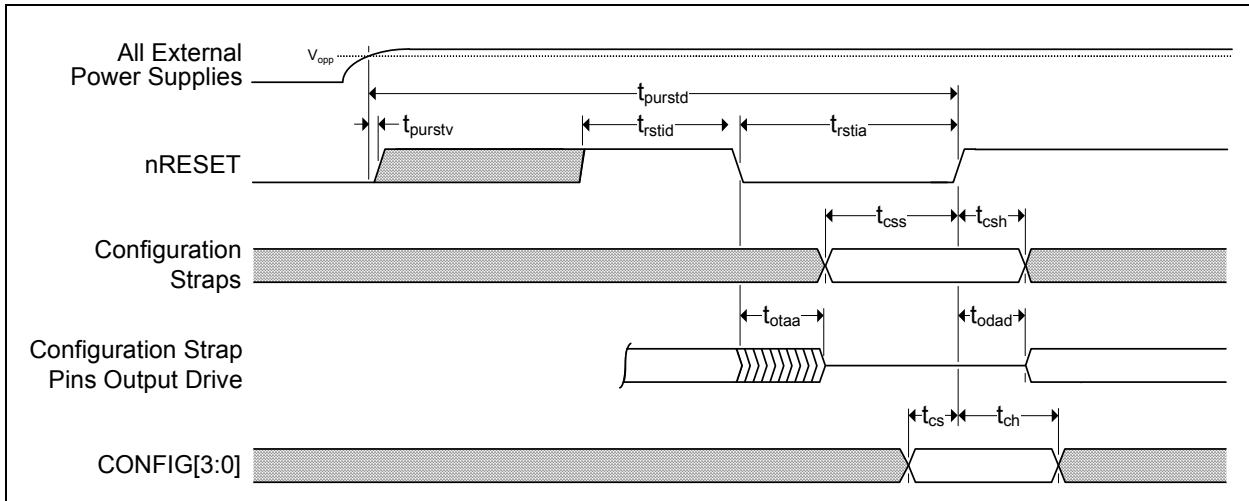 All External
Power Supplies
Vopp
tpurstd
tpurstv
trstid
trstia
nRESET
tcss
tcsh
Configuration
Straps
totaa
todad
Configuration Strap
Pins Output Drive
tcs
tch
CONFIG[3:0]